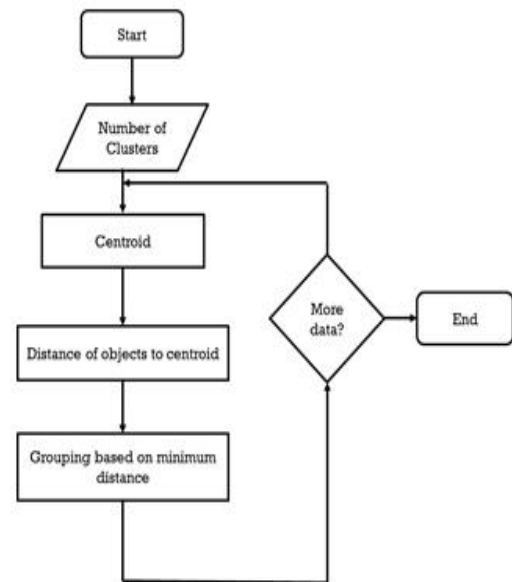 Start
Number of
Clusters
Centroid
Distance of objects to centroid
Grouping based on minimum
distance
More
data?
End